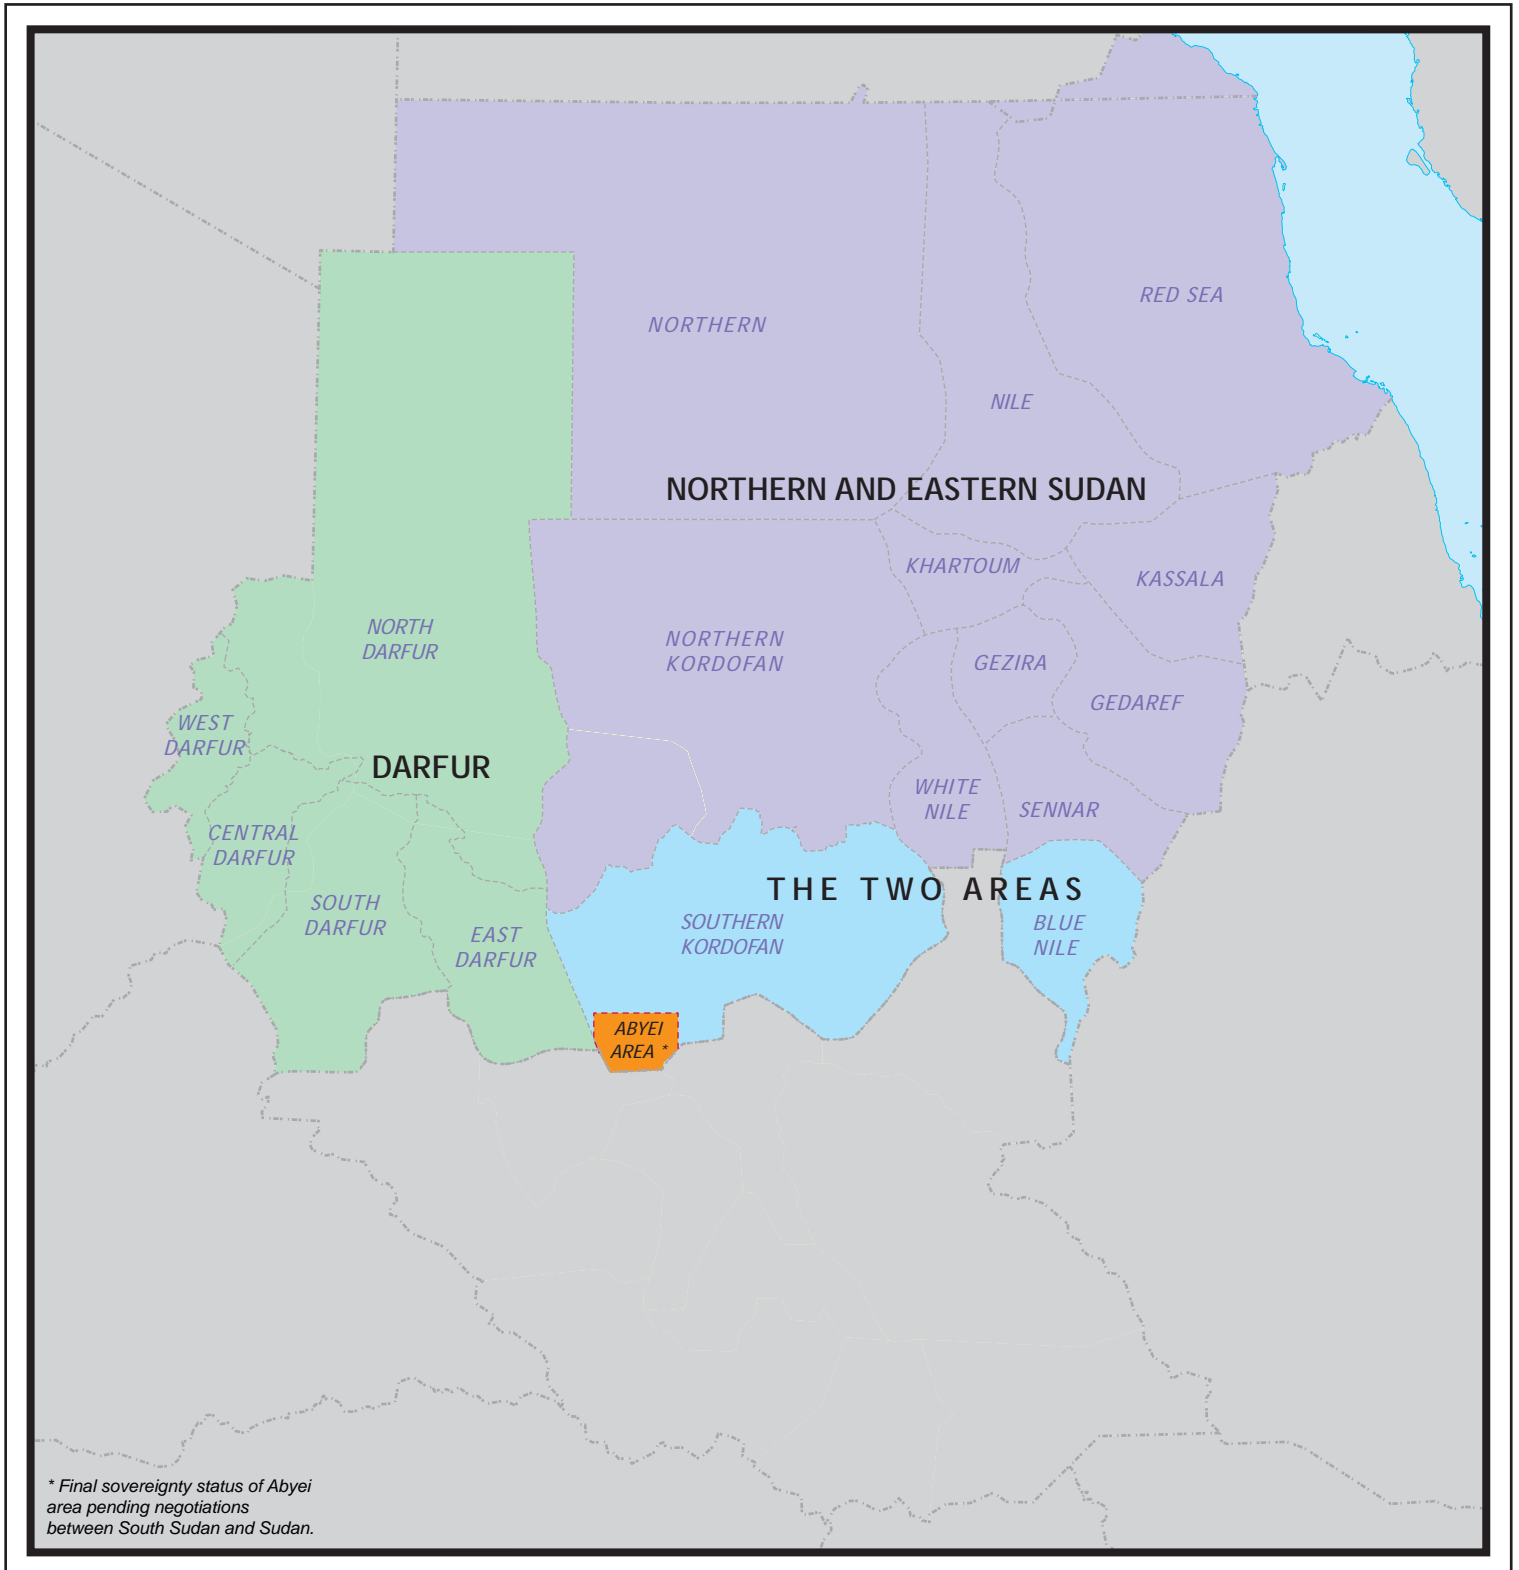 RED SEA
NORTHERN
NILE
NORTHERN AND EASTERN SUDAN
KHARTOUM
KASSALA
NORTH
DARFUR
NORTHERN
KORDOFAN
GEZIRA
GEDAREF
WEST
DARFUR
DARFUR
WHITE
NILE
SENNAR
CENTRAL
DARFUR
THE TWO AREAS
SOUTH
DARFUR
SOUTHERN
KORDOFAN
BLUE
NILE
EAST
DARFUR
ABYEI
AREA *
* Final sovereignty status of Abyei
area pending negotiations
between South Sudan and Sudan.